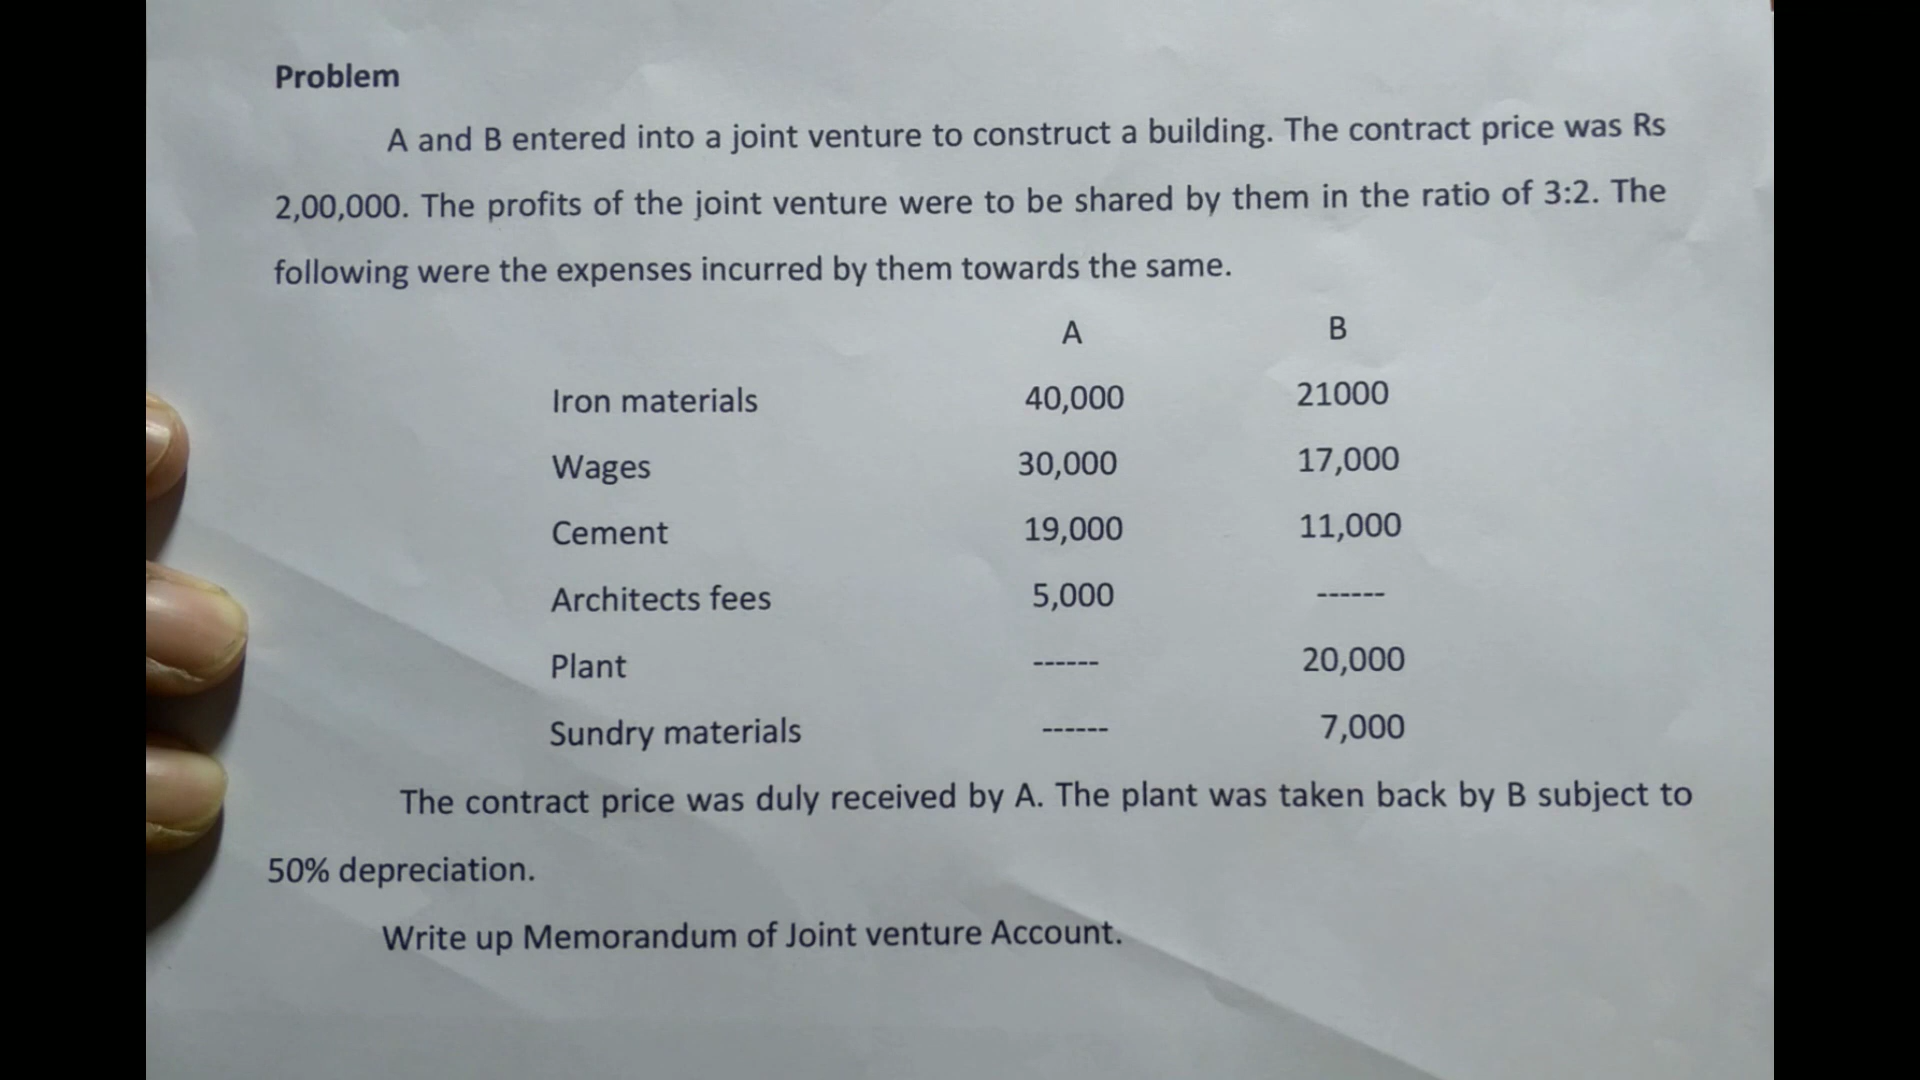 Problem
A and B entered into a joint venture to construct a building. The contract price was Rs
2,00,000. The profits of the joint venture were to be shared by them in the ratio of 3:2. The
following were the expenses incurred by them towards the same.
A B
Iron materials 40,000 21000
Wages 30,000 17,000
Cement 19,000 11,000
Architects fees 5,000 ------
Plant ------ 20,000
Sundry materials ------ 7,000
The contract price was duly received by A. The plant was taken back by B subject to
50% depreciation.
Write up Memorandum of Joint venture Account.